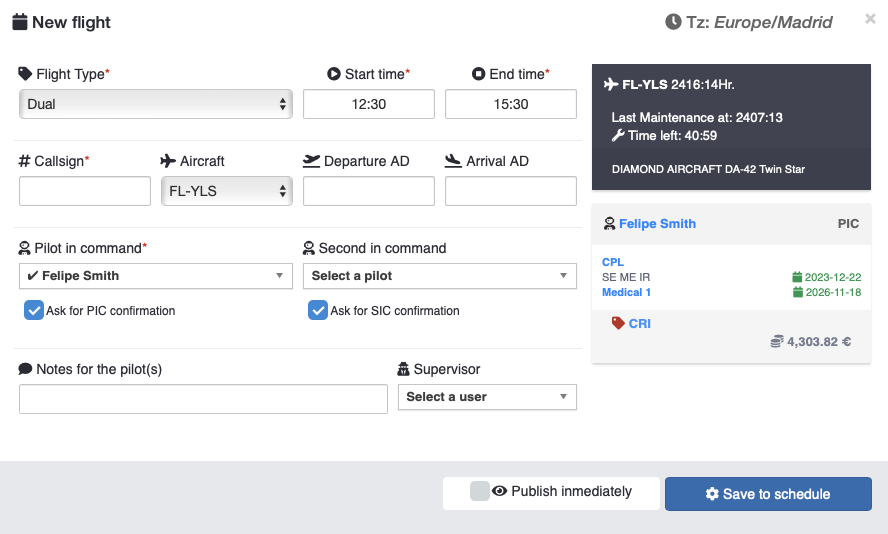 New flight
Tz: Europe/Madrid
×
Flight Type*
Start time*
End time*
Dual
12:30
15:30
# Callsign*
Aircraft
Departure AD
Arrival AD
FL-YLS
Pilot in command*
Second in command
✔ Felipe Smith
Select a pilot
Ask for PIC confirmation
Ask for SIC confirmation
Notes for the pilot(s)
Supervisor
Select a user
FL-YLS 2416:14Hr.
Last Maintenance at: 2407:13
Time left: 40:59
DIAMOND AIRCRAFT DA-42 Twin Star
Felipe Smith PIC
CPL
SE ME IR 2023-12-22
Medical 1 2026-11-18
CRI
4,303.82 €
Publish inmediately
Save to schedule